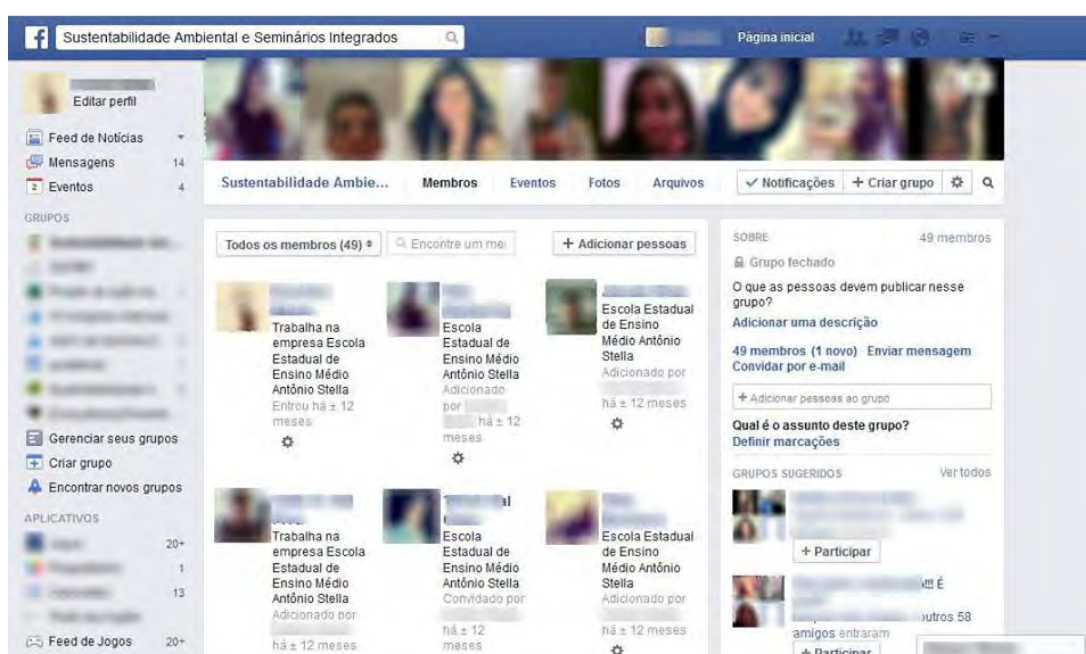 Sustentabilidade Ambiental e Seminários Integrados
Página inicial
Editar perfil
Feed de Notícias
Mensagens 14
Eventos 4
GRUPOS
Gerenciar seus grupos
Criar grupo
Encontrar novos grupos
APLICATIVOS
20+
1
13
Feed de Jogos 20+
Sustentabilidade Ambie... Membros Eventos Fotos Arquivos
Notificações + Criar grupo
Todos os membros (49) Encontre um me + Adicionar pessoas
Trabalha na
empresa Escola
Estadual de
Ensino Médio
Antônio Stella
Entrou há ± 12
meses
Escola
Estadual de
Ensino Médio
Antônio Stella
Adicionado
por
há ± 12
meses
Escola Estadual
de Ensino
Médio Antônio
Stella
Adicionado por
há ± 12 meses
Trabalha na
empresa Escola
Estadual de
Ensino Médio
Antônio Stella
Adicionado por
há ± 12 meses
Escola
Estadual de
Ensino Médio
Antônio Stella
Convidado por
há ± 12
meses
Escola Estadual
de Ensino
Médio Antônio
Stella
Adicionado por
há ± 12 meses
SOBRE 49 membros
Grupo fechado
O que as pessoas devem publicar nesse
grupo?
Adicionar uma descrição
49 membros (1 novo) Enviar mensagem
Convidar por e-mail
+ Adicionar pessoas ao grupo
Qual é o assunto deste grupo?
Definir marcações
GRUPOS SUGERIDOS Ver todos
+ Participar
!!! É
outros 58
amigos entraram
+ Participar